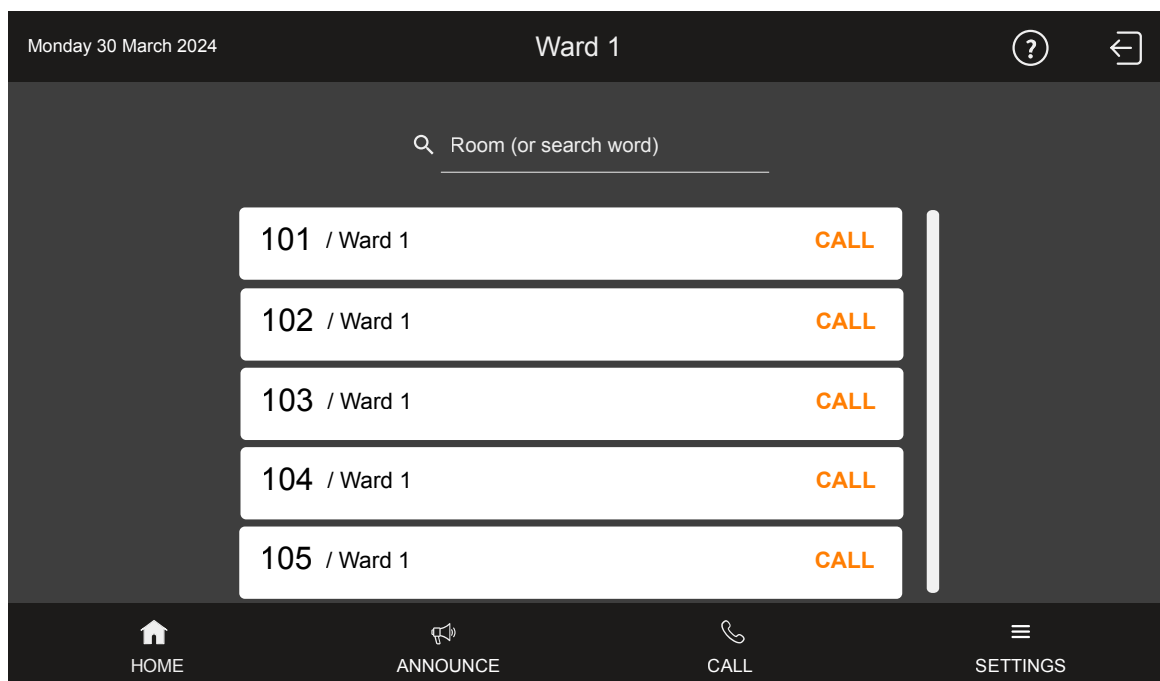 Monday 30 March 2024 Ward 1 ?
Room (or search word)
101 / Ward 1 CALL
102 / Ward 1 CALL
103 / Ward 1 CALL
104 / Ward 1 CALL
105 / Ward 1 CALL
HOME ANNOUNCE CALL SETTINGS